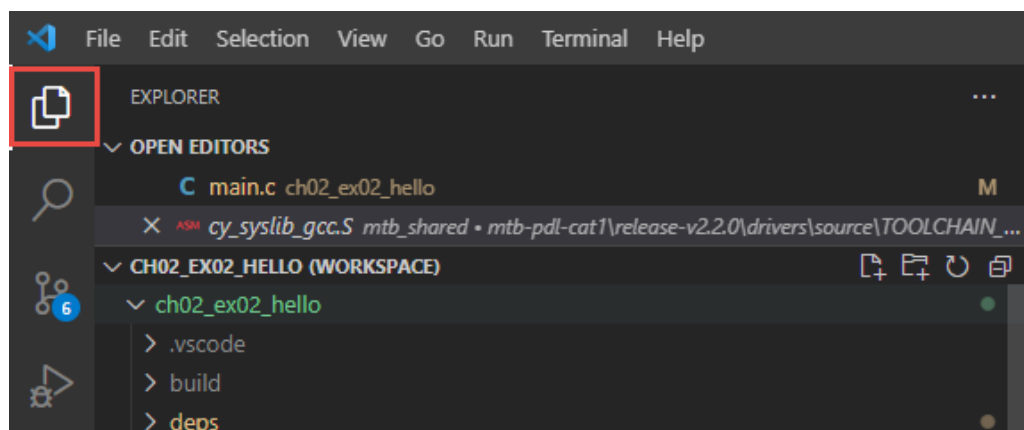 File Edit Selection View Go Run Terminal Help
EXPLORER ...
OPEN EDITORS
C main.c ch02_ex02_hello M
ASM cy_syslib_gcc.S mtb_shared • mtb-pdl-cat1\release-v2.2.0\drivers\source\TOOLCHAIN_...
CH02_EX02_HELLO (WORKSPACE)
6
ch02_ex02_hello
.vscode
build
deps